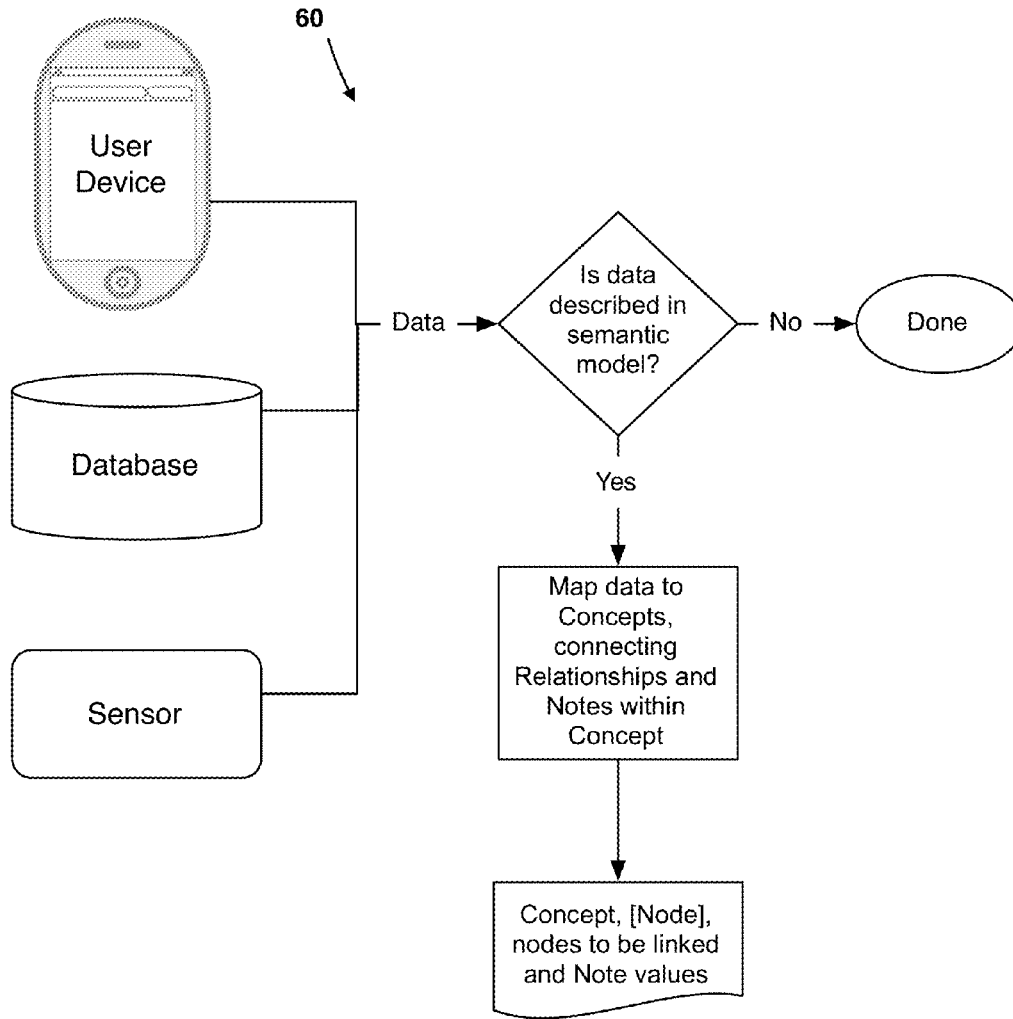 60
User
Device
Database
Sensor
Data
Is data
described in
semantic
model?
No
Done
Yes
Map data to
Concepts,
connecting
Relationships and
Notes within
Concept
Concept, [Node],
nodes to be linked
and Note values